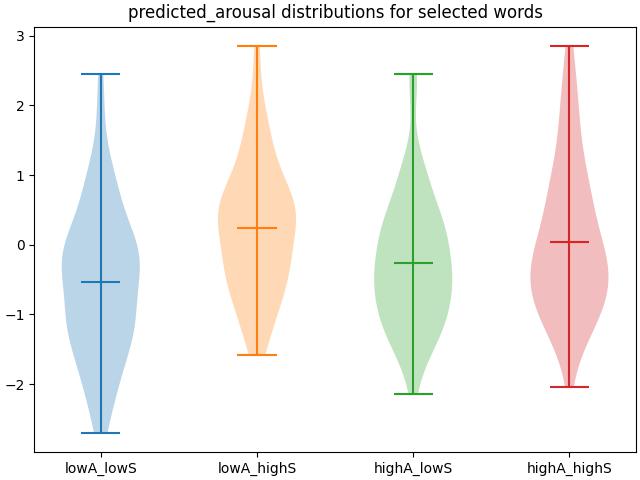 predicted_arousal distributions for selected words
3
2
1
0
−1
−2
lowA_lowS
lowA_highS
highA_lowS
highA_highS